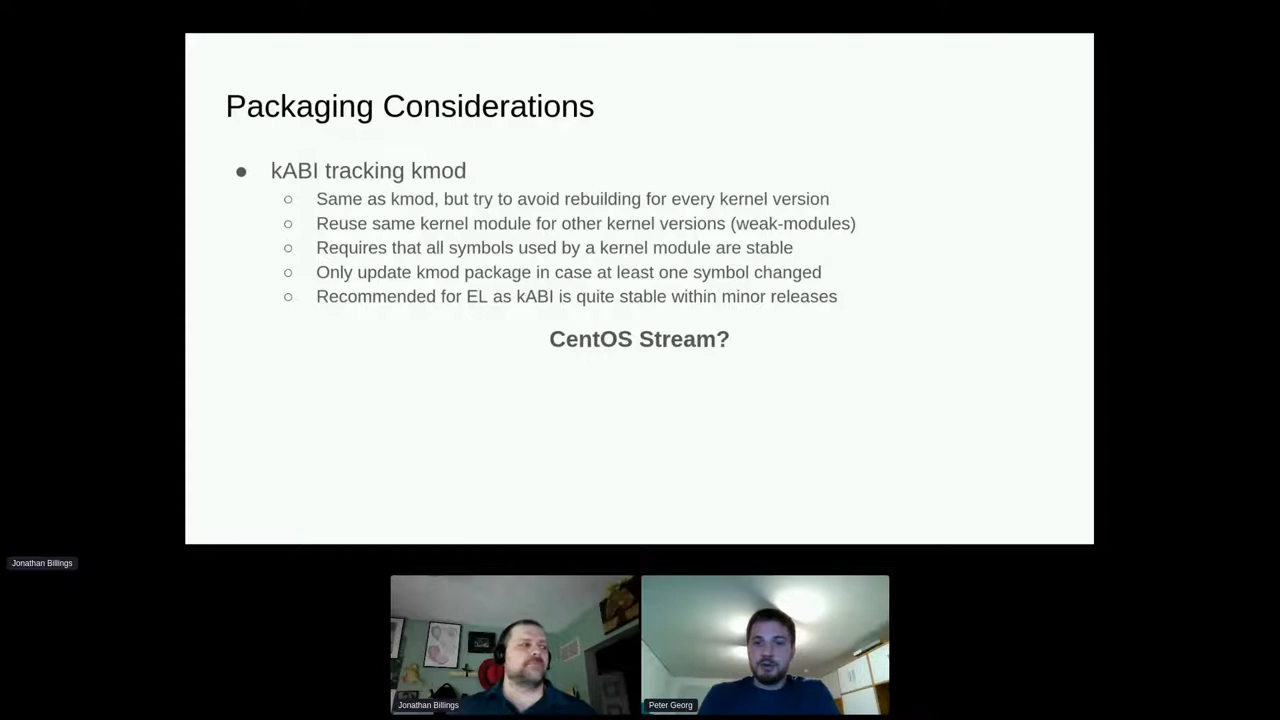 Packaging Considerations
● kABI tracking kmod
○ Same as kmod, but try to avoid rebuilding for every kernel version
○ Reuse same kernel module for other kernel versions (weak-modules)
○ Requires that all symbols used by a kernel module are stable
○ Only update kmod package in case at least one symbol changed
○ Recommended for EL as kABI is quite stable within minor releases
CentOS Stream?
Jonathan Billings
Jonathan Billings
Peter Georg